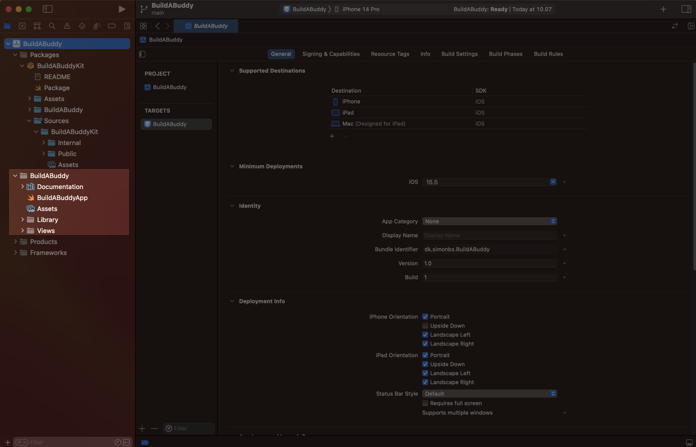 BuildABuddy
main
BuildABuddy
iPhone 14 Pro
BuildABuddy: Ready | Today at 10.07
BuildABuddy
BuildABuddy
BuildABuddy
Packages
BuildABuddyKit
README
Package
Assets
BuildABuddy
Sources
BuildABuddyKit
Internal
Public
Assets
BuildABuddy
Documentation
BuildABuddyApp
Assets
Library
Views
Products
Frameworks
Filter
General
Signing & Capabilities
Resource Tags
Info
Build Settings
Build Phases
Build Rules
PROJECT
BuildABuddy
TARGETS
BuildABuddy
Filter
Supported Destinations
Destination SDK
iPhone iOS
iPad iOS
Mac (Designed for iPad) iOS
Minimum Deployments
iOS 15.5
Identity
App Category None
Display Name Display Name
Bundle Identifier dk.simonbs.BuildABuddy
Version 1.0
Build 1
Deployment Info
iPhone Orientation Portrait
Upside Down
Landscape Left
Landscape Right
iPad Orientation Portrait
Upside Down
Landscape Left
Landscape Right
Status Bar Style Default
Requires full screen
Supports multiple windows